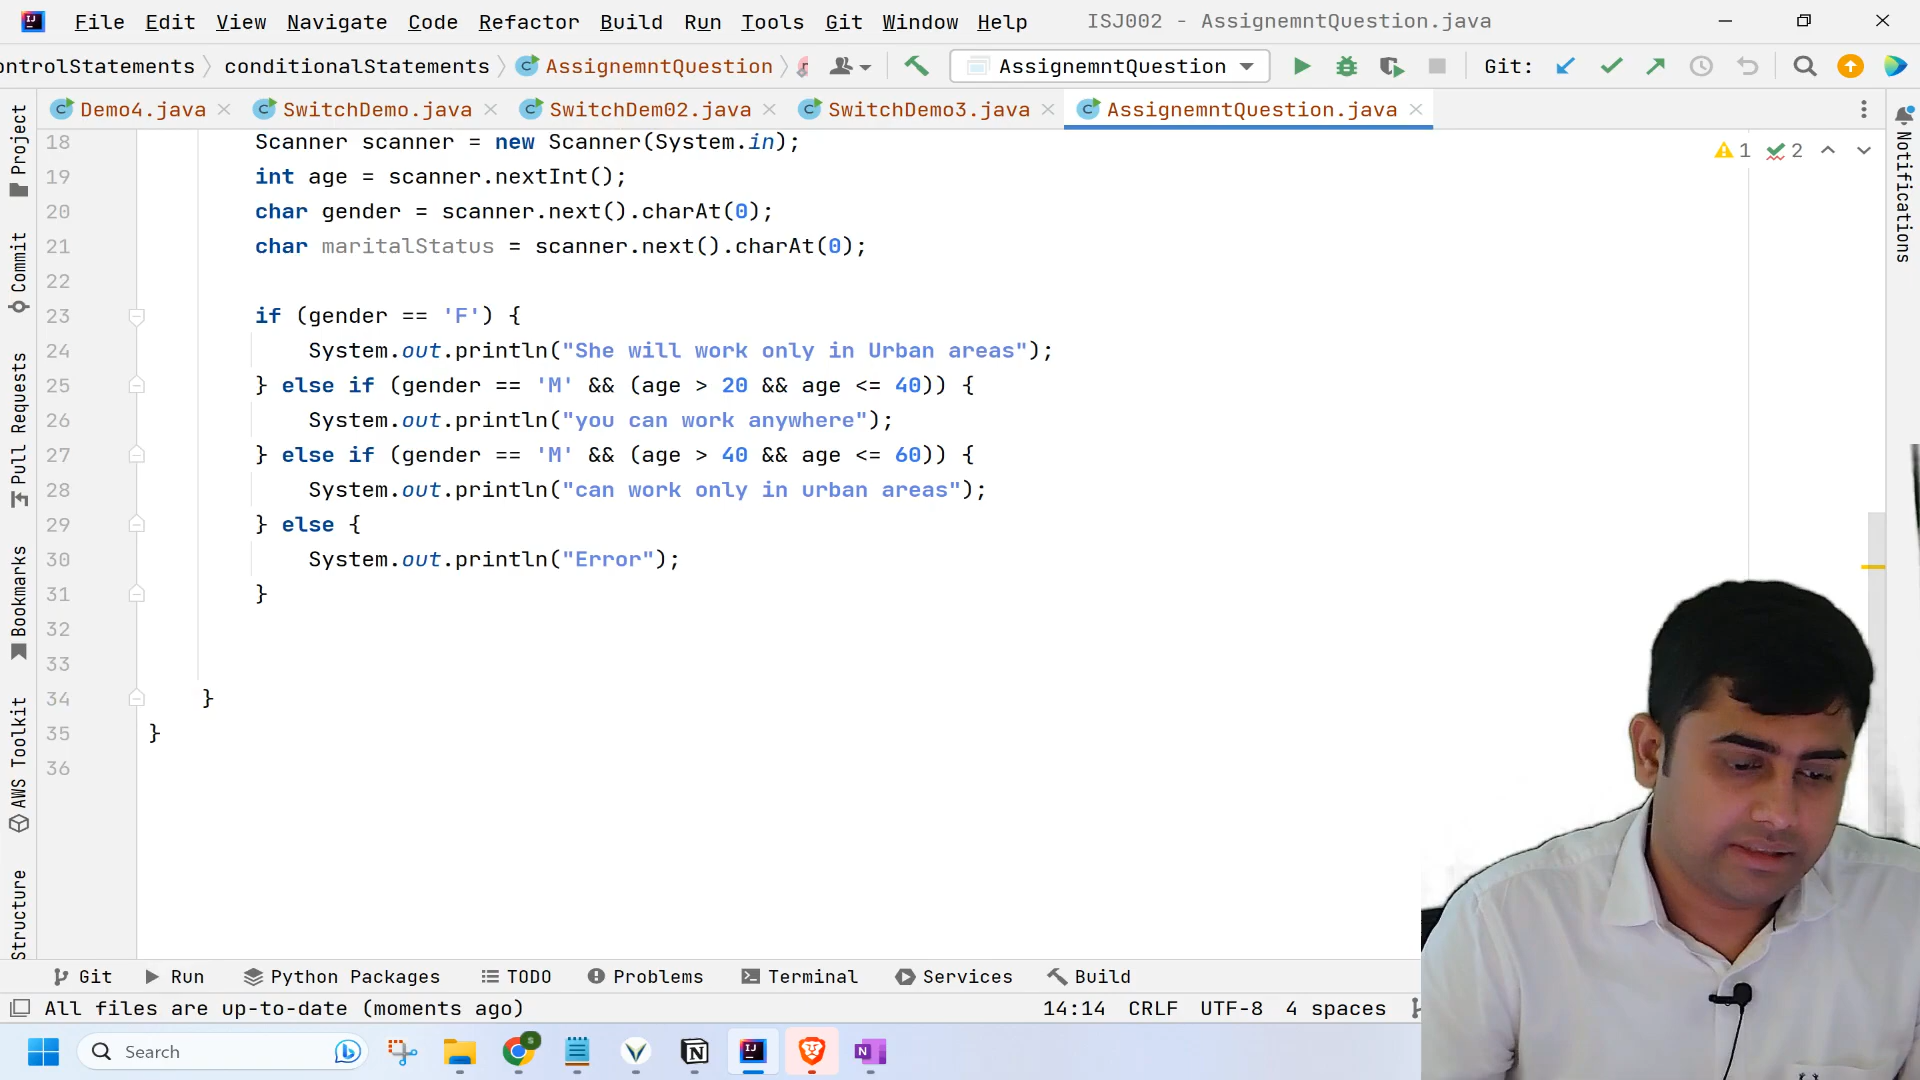 File Edit View Navigate Code Refactor Build Run Tools Git Window Help ISJ002 - AssignemntQuestion.java
ontrolStatements conditionalStatements AssignemntQuestion AssignemntQuestion Git:
Demo4.java SwitchDemo.java SwitchDem02.java SwitchDemo3.java AssignemntQuestion.java
Project
Commit
Pull Requests
Bookmarks
AWS Toolkit
Structure
Notifications
1 2
18 Scanner scanner = new Scanner(System.in);
19 int age = scanner.nextInt();
20 char gender = scanner.next().charAt(0);
21 char maritalStatus = scanner.next().charAt(0);
22
23 if (gender == 'F') {
24 System.out.println("She will work only in Urban areas");
25 } else if (gender == 'M' && (age > 20 && age <= 40)) {
26 System.out.println("you can work anywhere");
27 } else if (gender == 'M' && (age > 40 && age <= 60)) {
28 System.out.println("can work only in urban areas");
29 } else {
30 System.out.println("Error");
31 }
32
33
34 }
35 }
36
Git Run Python Packages TODO Problems Terminal Services Build
All files are up-to-date (moments ago) 14:14 CRLF UTF-8 4 spaces
Search